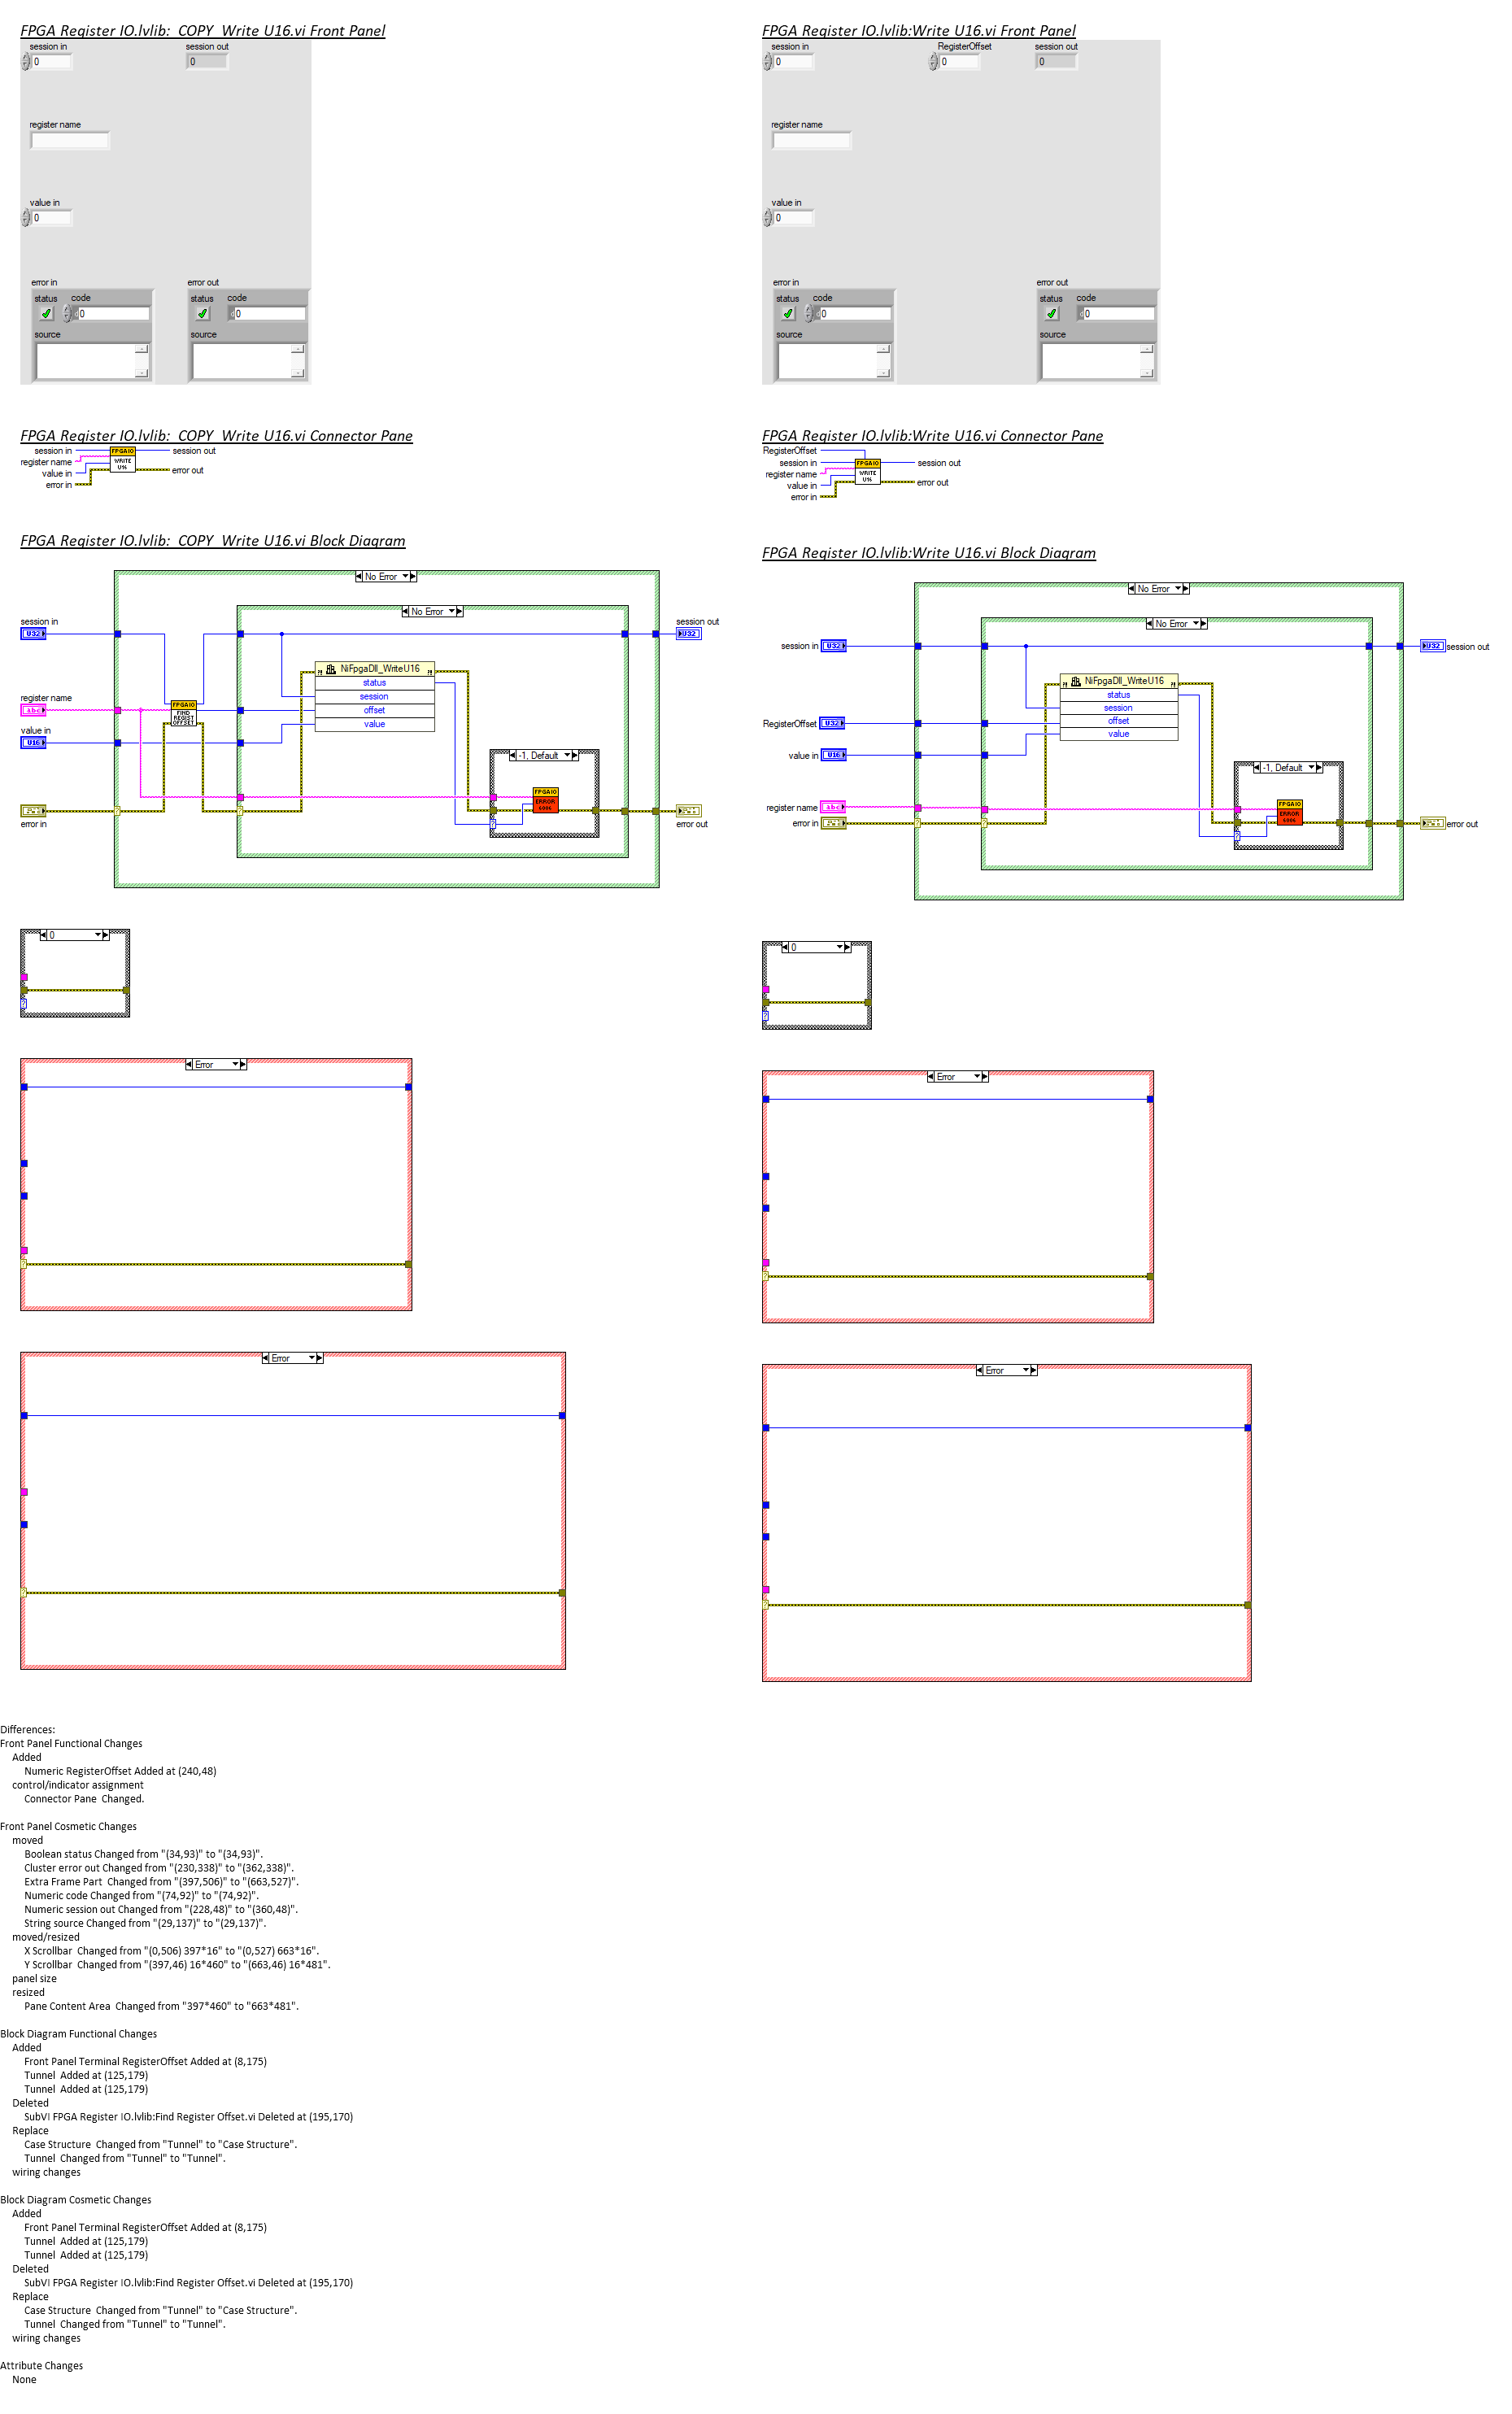 FPGA Register IO.lvlib:  COPY  Write U16.vi Front Panel
session in
0
session out
0
register name
value in
0
error in
status
code
0
source
error out
status
code
0
source
FPGA Register IO.lvlib:  COPY  Write U16.vi Connector Pane
session in
register name
value in
error in
FPGAIO
WRITE
U16
session out
error out
FPGA Register IO.lvlib:  COPY  Write U16.vi Block Diagram
No Error
No Error
session in
U32
session out
U32
NiFpgaDll_WriteU16
status
session
offset
value
register name
abc
FPGAIO
FIND
REGIST
OFFSET
value in
U16
-1, Default
FPGAIO
ERROR
error in
error out
0
Error
Error
FPGA Register IO.lvlib:Write U16.vi Front Panel
session in
0
RegisterOffset
0
session out
0
register name
value in
0
error in
status
code
0
source
error out
status
code
0
source
FPGA Register IO.lvlib:Write U16.vi Connector Pane
RegisterOffset
session in
register name
value in
error in
FPGAIO
WRITE
U16
session out
error out
FPGA Register IO.lvlib:Write U16.vi Block Diagram
No Error
No Error
session in
U32
session out
U32
NiFpgaDll_WriteU16
status
session
offset
value
RegisterOffset
U32
value in
U16
-1, Default
register name
abc
FPGAIO
ERROR
error in
error out
0
Error
Error
Differences:
Front Panel Functional Changes
Added
Numeric RegisterOffset Added at (240,48)
control/indicator assignment
Connector Pane  Changed.
Front Panel Cosmetic Changes
moved
Boolean status Changed from "(34,93)" to "(34,93)".
Cluster error out Changed from "(230,338)" to "(362,338)".
Extra Frame Part  Changed from "(397,506)" to "(663,527)".
Numeric code Changed from "(74,92)" to "(74,92)".
Numeric session out Changed from "(228,48)" to "(360,48)".
String source Changed from "(29,137)" to "(29,137)".
moved/resized
X Scrollbar  Changed from "(0,506) 397*16" to "(0,527) 663*16".
Y Scrollbar  Changed from "(397,46) 16*460" to "(663,46) 16*481".
panel size
resized
Pane Content Area  Changed from "397*460" to "663*481".
Block Diagram Functional Changes
Added
Front Panel Terminal RegisterOffset Added at (8,175)
Tunnel  Added at (125,179)
Tunnel  Added at (125,179)
Deleted
SubVI FPGA Register IO.lvlib:Find Register Offset.vi Deleted at (195,170)
Replace
Case Structure  Changed from "Tunnel" to "Case Structure".
Tunnel  Changed from "Tunnel" to "Tunnel".
wiring changes
Block Diagram Cosmetic Changes
Added
Front Panel Terminal RegisterOffset Added at (8,175)
Tunnel  Added at (125,179)
Tunnel  Added at (125,179)
Deleted
SubVI FPGA Register IO.lvlib:Find Register Offset.vi Deleted at (195,170)
Replace
Case Structure  Changed from "Tunnel" to "Case Structure".
Tunnel  Changed from "Tunnel" to "Tunnel".
wiring changes
Attribute Changes
None